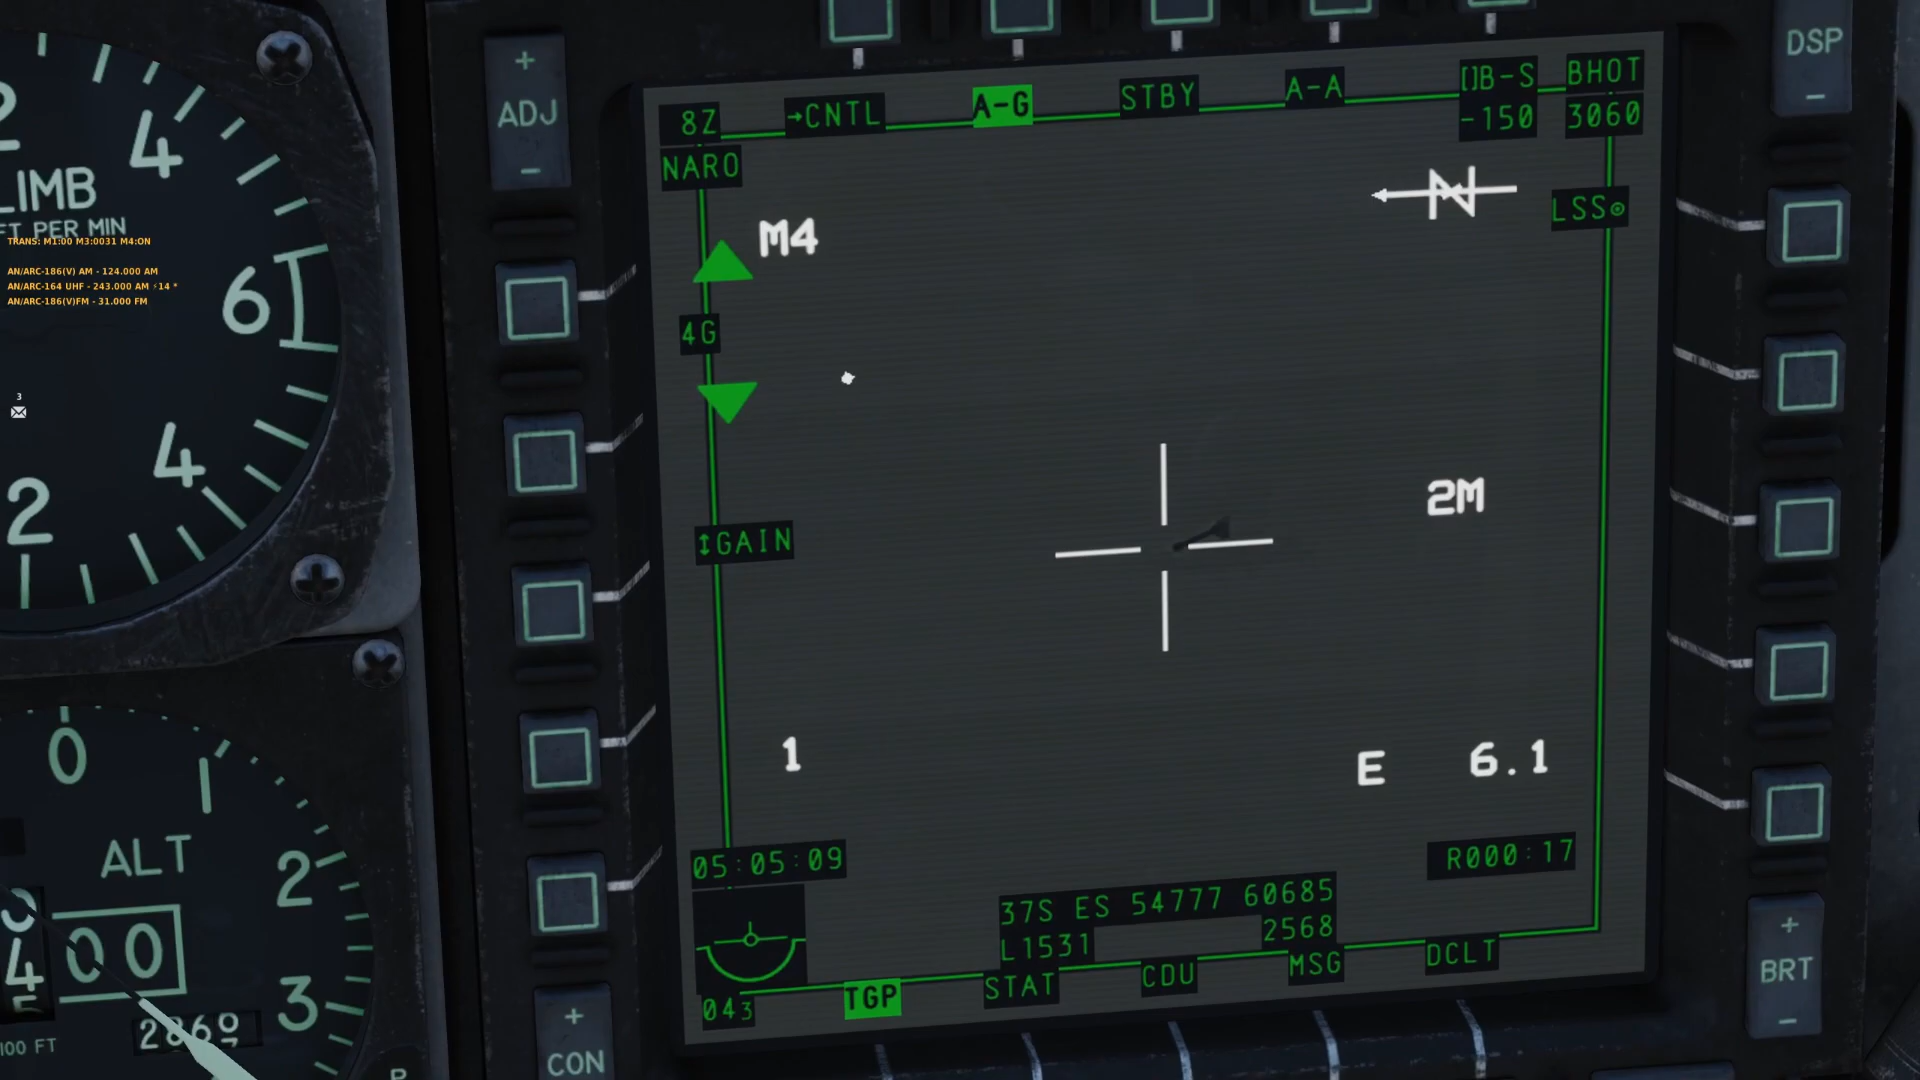 DSP
ADJ
8Z →CNTL A-G STBY A-A []B-S BHOT
-150 3060
NARO
LSS
M4
N
4
LIMB
FT PER MIN
TRANS: M1:00 M3:0031 M4:ON
AN/ARC-186(V) AM - 124.000 AM
AN/ARC-164 UHF - 243.000 AM ⚡14 *
AN/ARC-186(V)FM - 31.000 FM
6
4G
3
4
2
2M
↕GAIN
1
E 6.1
0
1
ALT
2
05:05:09
R000:17
37S ES 54777 60685
L1531 2568
4 00
3
043 TGP STAT CDU MSG DCLT
BRT
100 FT
CON